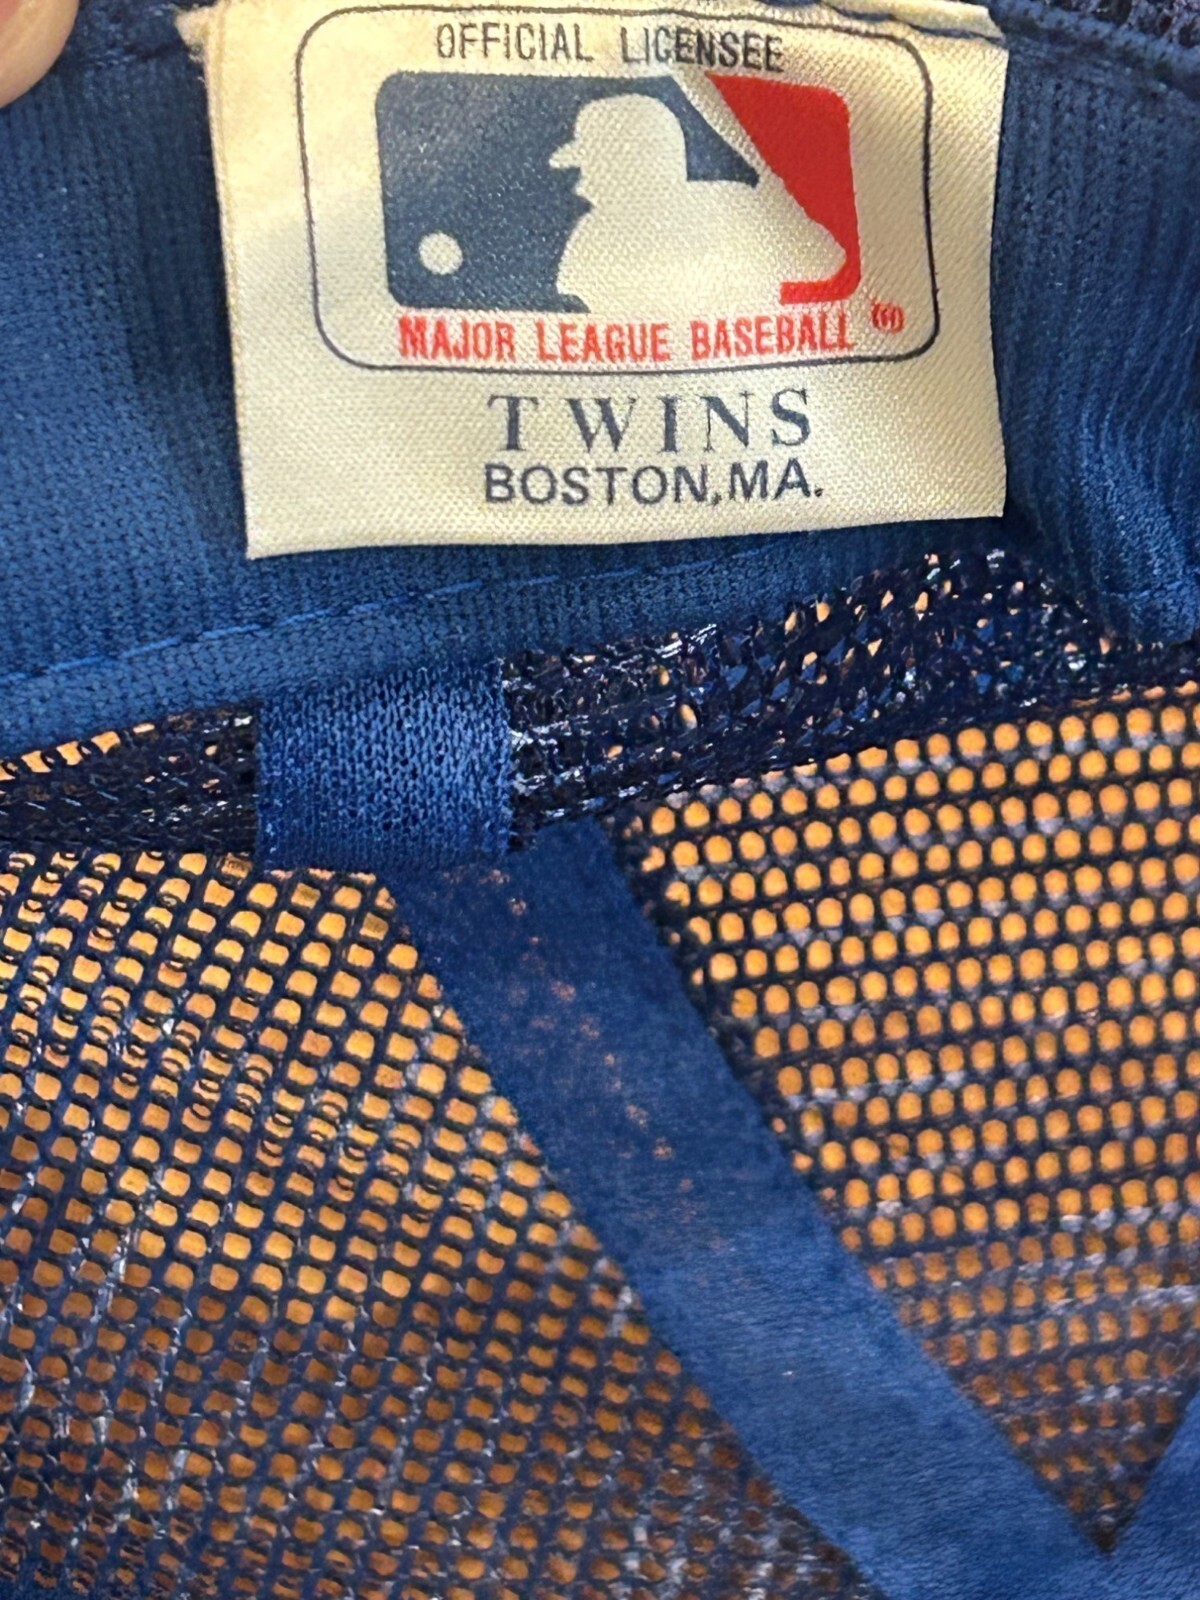 OFFICIAL LICENSEE
MAJOR LEAGUE BASEBALL
TWINS
BOSTON,MA.